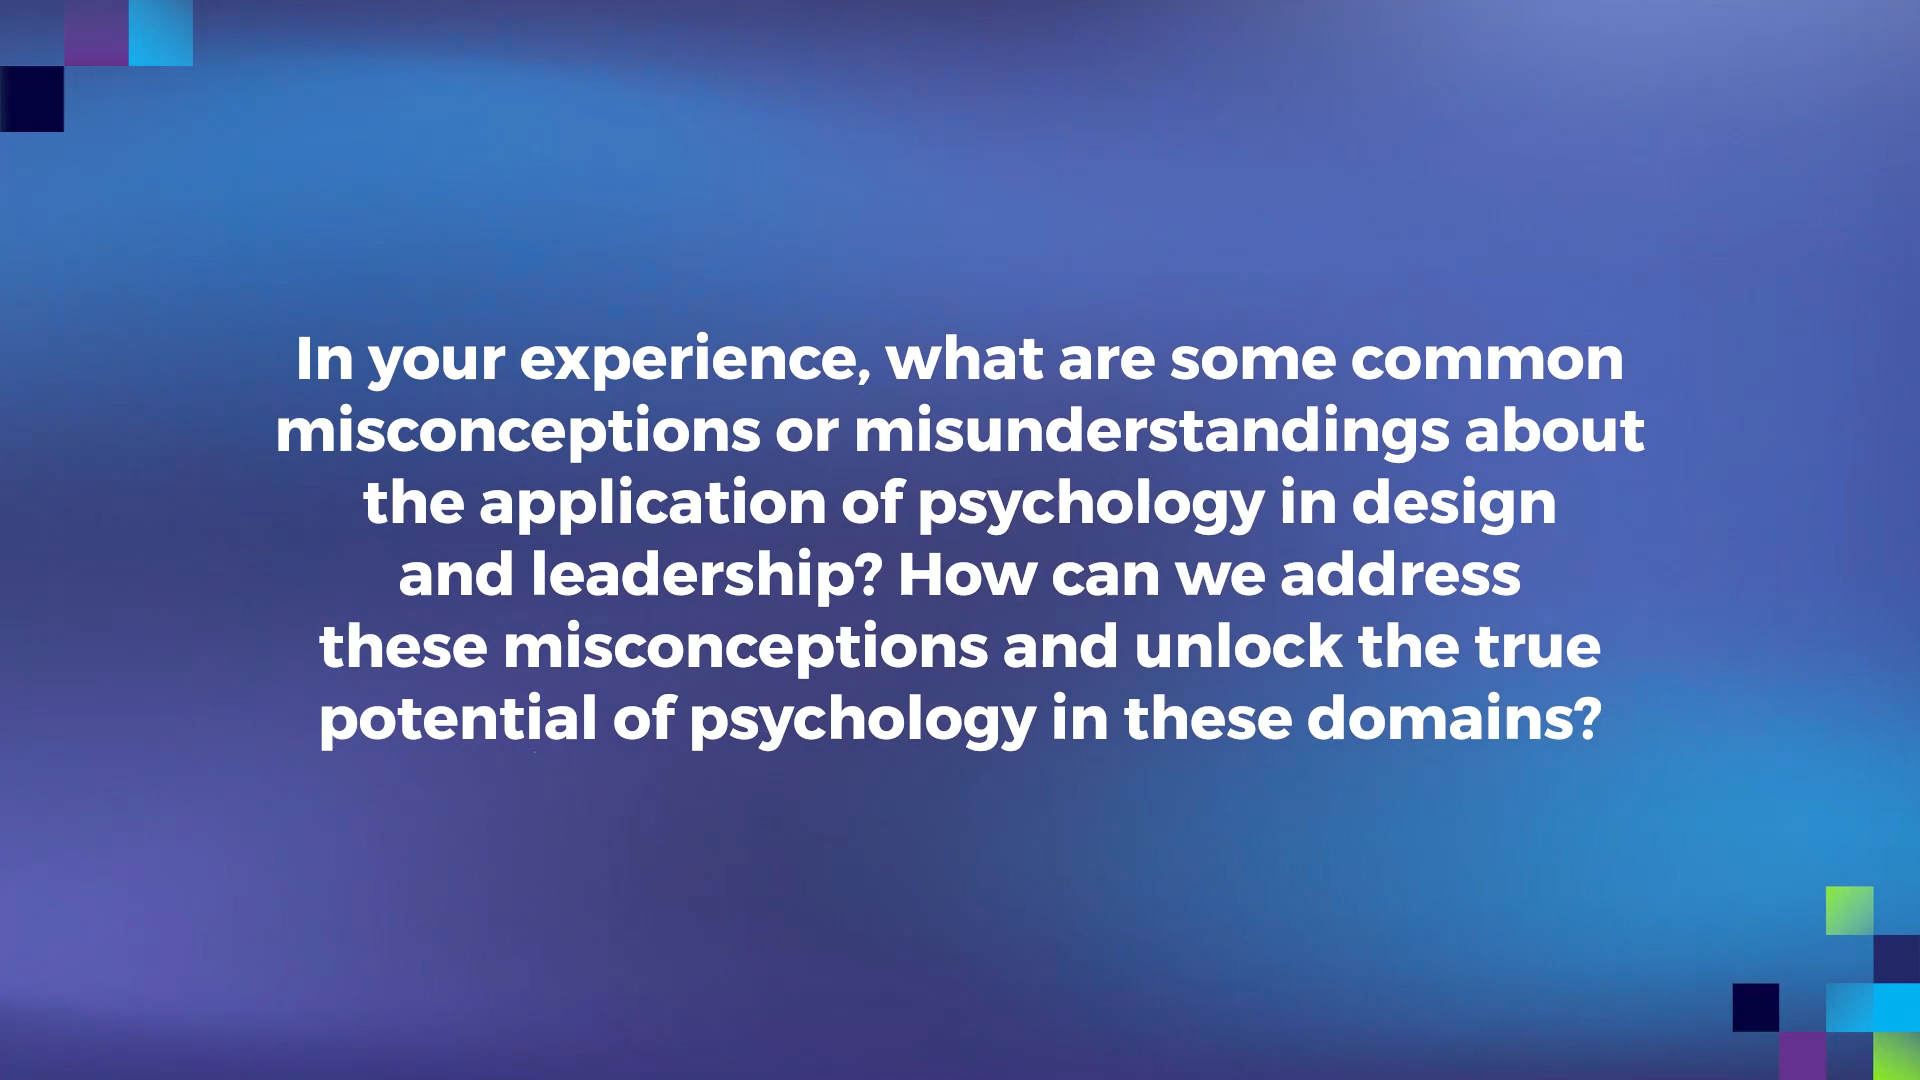 In your experience, what are some common
misconceptions or misunderstandings about
the application of psychology in design
and leadership? How can we address
these misconceptions and unlock the true
potential of psychology in these domains?